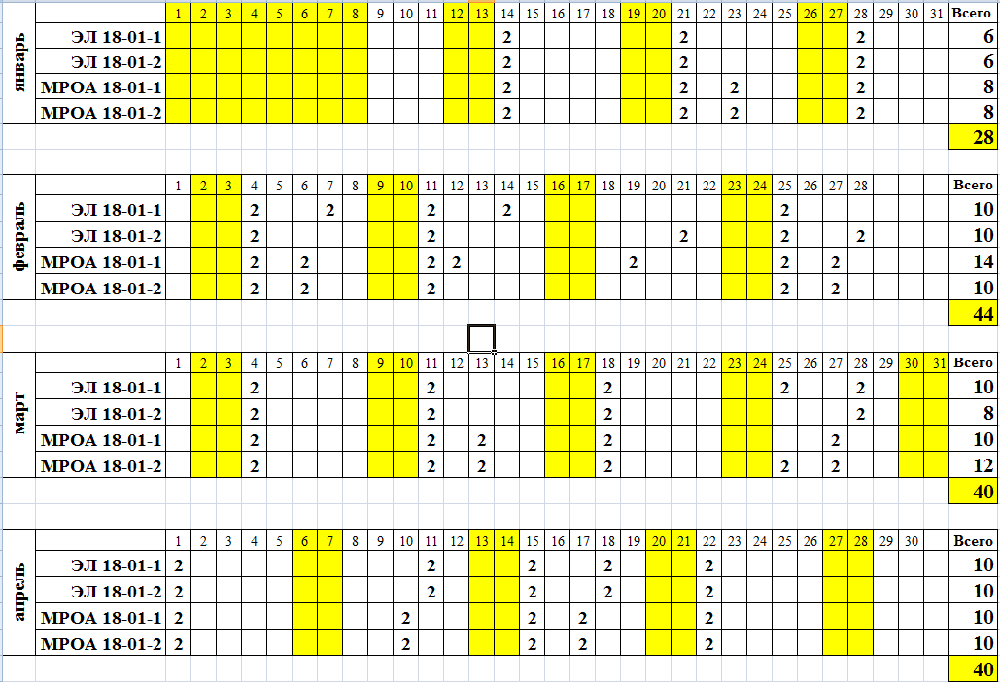 январь
1 2 3 4 5 6 7 8 9 10 11 12 13 14 15 16 17 18 19 20 21 22 23 24 25 26 27 28 29 30 31 Всего
ЭЛ 18-01-1 2 2 2 6
ЭЛ 18-01-2 2 2 2 6
МРОА 18-01-1 2 2 2 2 8
МРОА 18-01-2 2 2 2 2 8
28
февраль
1 2 3 4 5 6 7 8 9 10 11 12 13 14 15 16 17 18 19 20 21 22 23 24 25 26 27 28 Всего
ЭЛ 18-01-1 2 2 2 2 2 10
ЭЛ 18-01-2 2 2 2 2 2 10
МРОА 18-01-1 2 2 2 2 2 2 2 14
МРОА 18-01-2 2 2 2 2 2 10
44
март
1 2 3 4 5 6 7 8 9 10 11 12 13 14 15 16 17 18 19 20 21 22 23 24 25 26 27 28 29 30 31 Всего
ЭЛ 18-01-1 2 2 2 2 2 10
ЭЛ 18-01-2 2 2 2 2 8
МРОА 18-01-1 2 2 2 2 2 10
МРОА 18-01-2 2 2 2 2 2 2 12
40
апрель
1 2 3 4 5 6 7 8 9 10 11 12 13 14 15 16 17 18 19 20 21 22 23 24 25 26 27 28 29 30 Всего
ЭЛ 18-01-1 2 2 2 2 2 10
ЭЛ 18-01-2 2 2 2 2 2 10
МРОА 18-01-1 2 2 2 2 2 10
МРОА 18-01-2 2 2 2 2 2 10
40